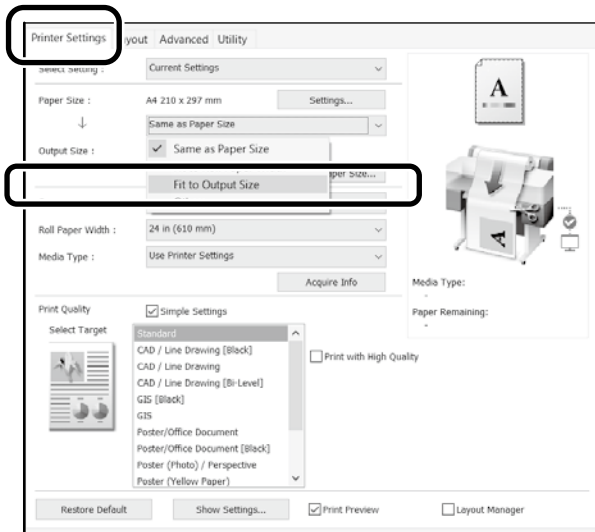 Printer Settings yout Advanced Utility
Select Setting : Current Settings
Paper Size : A4 210 x 297 mm Settings...
Same as Paper Size
Output Size : Same as Paper Size
per Size...
Fit to Output Size
Roll Paper Width : 24 in (610 mm)
Media Type : Use Printer Settings
Acquire Info
Print Quality Simple Settings
Select Target
Standard
CAD / Line Drawing [Black]
CAD / Line Drawing
CAD / Line Drawing [Bi-Level]
GIS [Black]
GIS
Poster/Office Document
Poster/Office Document [Black]
Poster (Photo) / Perspective
Poster (Yellow Paper)
Print with High Quality
A
A
Media Type:
-
Paper Remaining:
-
Restore Default Show Settings... Print Preview Layout Manager